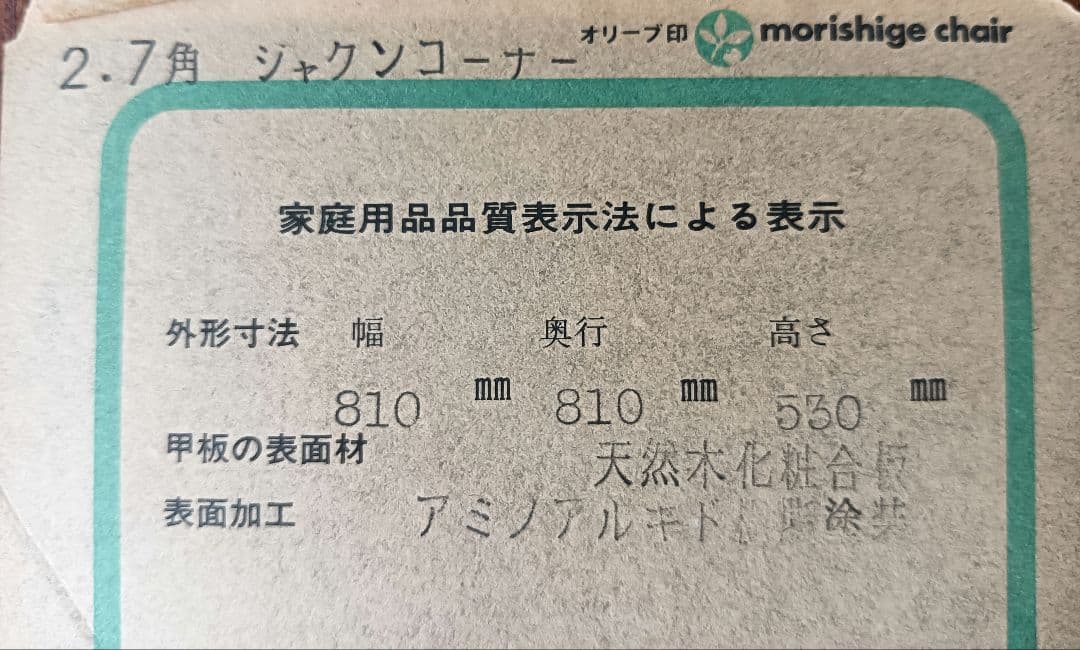 オリーブ印 morishige chair
2.7角 ジャクソンコーナー
家庭用品品質表示法による表示
外形寸法 幅 奥行 高さ
810 mm 810 mm 530 mm
甲板の表面材 天然木化粧合板
表面加工 アミノアルキド樹脂塗装